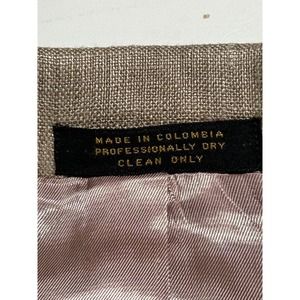 MADE IN COLOMBIA
PROFESSIONALLY DRY
CLEAN ONLY